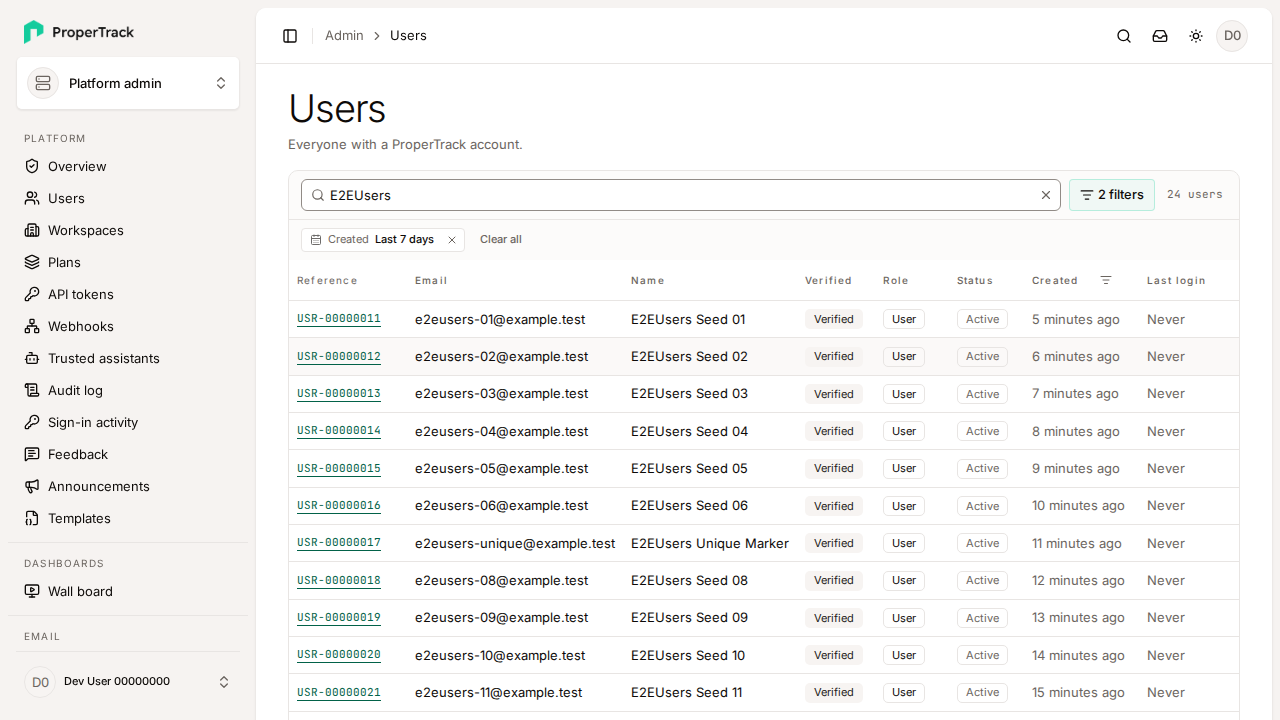 ProperTrack
Platform admin
PLATFORM
Overview
Users
Workspaces
Plans
API tokens
Webhooks
Trusted assistants
Audit log
Sign-in activity
Feedback
Announcements
Templates
DASHBOARDS
Wall board
EMAIL
D0 Dev User 00000000
Admin > Users
D0
Users
Everyone with a ProperTrack account.
E2EUsers
2 filters
24 users
Created Last 7 days
Clear all
Reference Email Name Verified Role Status Created Last login
USR-00000011 e2eusers-01@example.test E2EUsers Seed 01 Verified User Active 5 minutes ago Never
USR-00000012 e2eusers-02@example.test E2EUsers Seed 02 Verified User Active 6 minutes ago Never
USR-00000013 e2eusers-03@example.test E2EUsers Seed 03 Verified User Active 7 minutes ago Never
USR-00000014 e2eusers-04@example.test E2EUsers Seed 04 Verified User Active 8 minutes ago Never
USR-00000015 e2eusers-05@example.test E2EUsers Seed 05 Verified User Active 9 minutes ago Never
USR-00000016 e2eusers-06@example.test E2EUsers Seed 06 Verified User Active 10 minutes ago Never
USR-00000017 e2eusers-unique@example.test E2EUsers Unique Marker Verified User Active 11 minutes ago Never
USR-00000018 e2eusers-08@example.test E2EUsers Seed 08 Verified User Active 12 minutes ago Never
USR-00000019 e2eusers-09@example.test E2EUsers Seed 09 Verified User Active 13 minutes ago Never
USR-00000020 e2eusers-10@example.test E2EUsers Seed 10 Verified User Active 14 minutes ago Never
USR-00000021 e2eusers-11@example.test E2EUsers Seed 11 Verified User Active 15 minutes ago Never